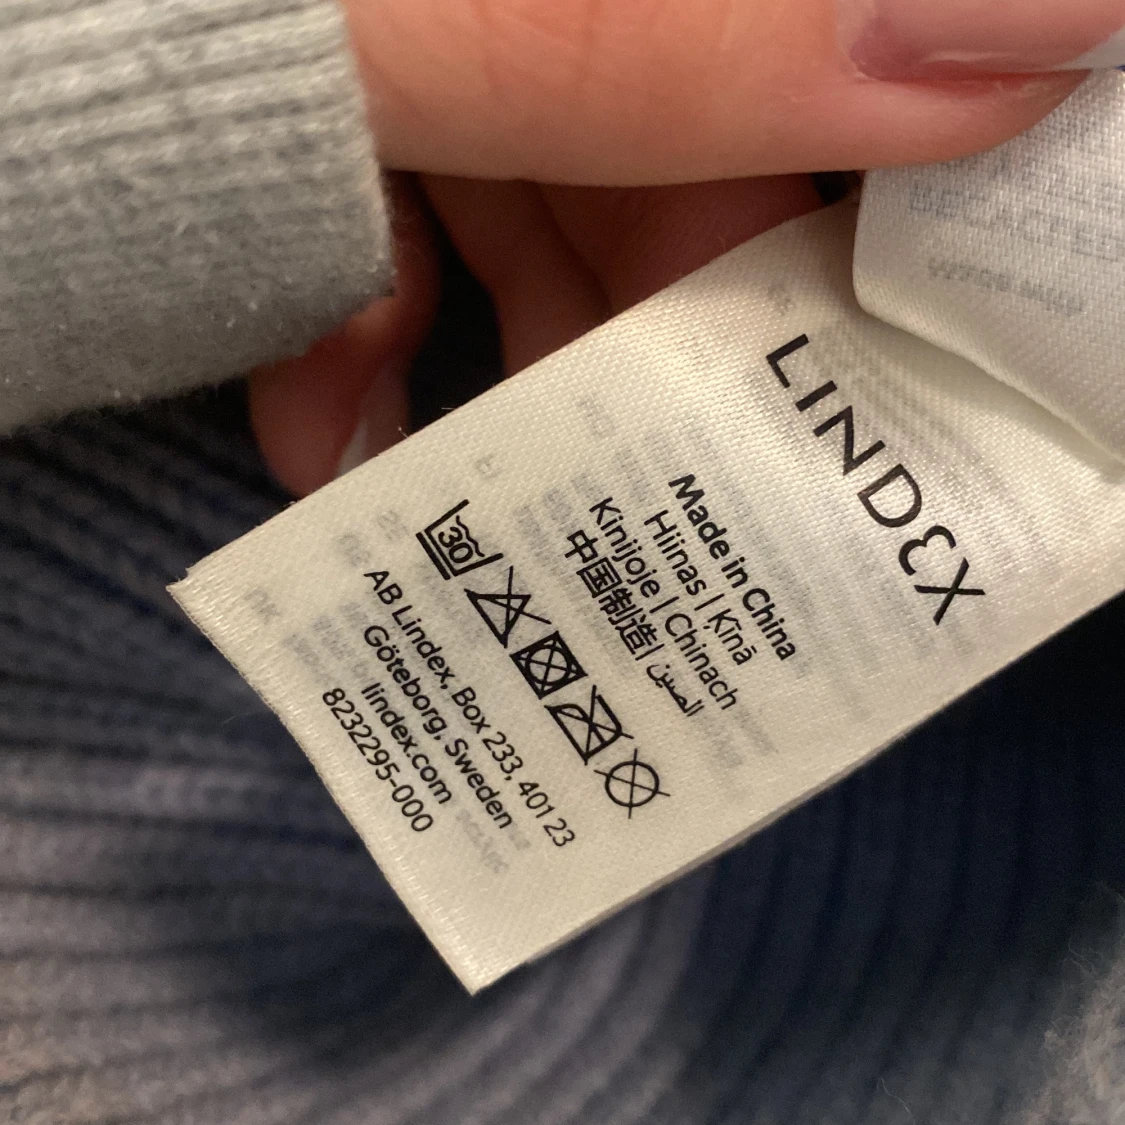 LINDEX
Made in China
Hiinas | Ķīnā
Kinijoje | Chinach
中国制造 | الصين
30
AB Lindex, Box 233, 401 23
Göteborg, Sweden
lindex.com
8232295-000